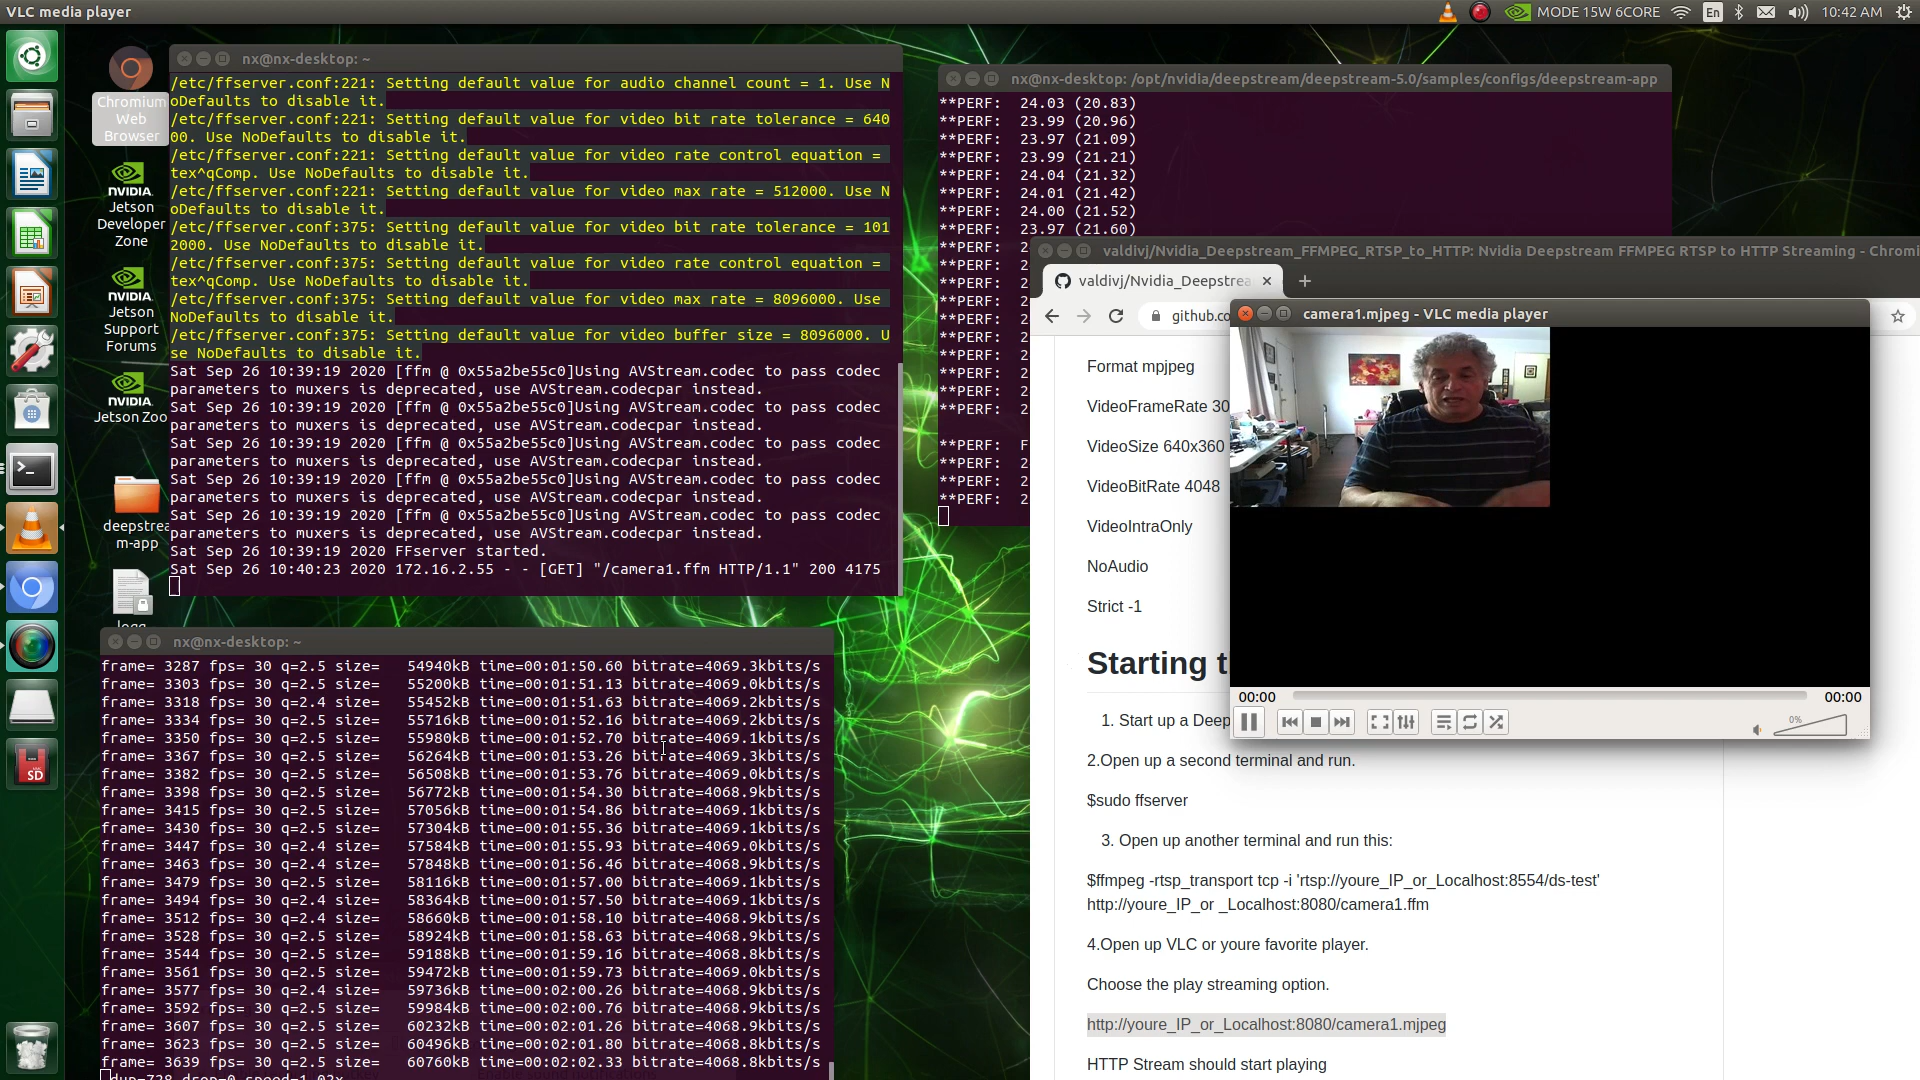 VLC media player
MODE 15W 6CORE
En
10:42 AM
Chromium
Web
Browser
NVIDIA.
Jetson
Developer
Zone
NVIDIA.
Jetson
Support
Forums
NVIDIA.
Jetson Zoo
deepstrea
m-app
SD
nx@nx-desktop: ~
/etc/ffserver.conf:221: Setting default value for audio channel count = 1. Use N
oDefaults to disable it.
/etc/ffserver.conf:221: Setting default value for video bit rate tolerance = 640
00. Use NoDefaults to disable it.
/etc/ffserver.conf:221: Setting default value for video rate control equation =
tex^qComp. Use NoDefaults to disable it.
/etc/ffserver.conf:221: Setting default value for video max rate = 512000. Use N
oDefaults to disable it.
/etc/ffserver.conf:375: Setting default value for video bit rate tolerance = 101
2000. Use NoDefaults to disable it.
/etc/ffserver.conf:375: Setting default value for video rate control equation =
tex^qComp. Use NoDefaults to disable it.
/etc/ffserver.conf:375: Setting default value for video max rate = 8096000. Use
NoDefaults to disable it.
/etc/ffserver.conf:375: Setting default value for video buffer size = 8096000. U
se NoDefaults to disable it.
Sat Sep 26 10:39:19 2020 [ffm @ 0x55a2be55c0]Using AVStream.codec to pass codec
parameters to muxers is deprecated, use AVStream.codecpar instead.
Sat Sep 26 10:39:19 2020 [ffm @ 0x55a2be55c0]Using AVStream.codec to pass codec
parameters to muxers is deprecated, use AVStream.codecpar instead.
Sat Sep 26 10:39:19 2020 [ffm @ 0x55a2be55c0]Using AVStream.codec to pass codec
parameters to muxers is deprecated, use AVStream.codecpar instead.
Sat Sep 26 10:39:19 2020 [ffm @ 0x55a2be55c0]Using AVStream.codec to pass codec
parameters to muxers is deprecated, use AVStream.codecpar instead.
Sat Sep 26 10:39:19 2020 [ffm @ 0x55a2be55c0]Using AVStream.codec to pass codec
parameters to muxers is deprecated, use AVStream.codecpar instead.
Sat Sep 26 10:39:19 2020 FFserver started.
Sat Sep 26 10:40:23 2020 172.16.2.55 - - [GET] "/camera1.ffm HTTP/1.1" 200 4175
nx@nx-desktop: ~
frame= 3287 fps= 30 q=2.5 size=   54940kB time=00:01:50.60 bitrate=4069.3kbits/s
frame= 3303 fps= 30 q=2.5 size=   55200kB time=00:01:51.13 bitrate=4069.0kbits/s
frame= 3318 fps= 30 q=2.4 size=   55452kB time=00:01:51.63 bitrate=4069.2kbits/s
frame= 3334 fps= 30 q=2.5 size=   55716kB time=00:01:52.16 bitrate=4069.2kbits/s
frame= 3350 fps= 30 q=2.5 size=   55980kB time=00:01:52.70 bitrate=4069.1kbits/s
frame= 3367 fps= 30 q=2.5 size=   56264kB time=00:01:53.26 bitrate=4069.3kbits/s
frame= 3382 fps= 30 q=2.5 size=   56508kB time=00:01:53.76 bitrate=4069.0kbits/s
frame= 3398 fps= 30 q=2.5 size=   56772kB time=00:01:54.30 bitrate=4068.9kbits/s
frame= 3415 fps= 30 q=2.5 size=   57056kB time=00:01:54.86 bitrate=4069.1kbits/s
frame= 3430 fps= 30 q=2.5 size=   57304kB time=00:01:55.36 bitrate=4069.1kbits/s
frame= 3447 fps= 30 q=2.4 size=   57584kB time=00:01:55.93 bitrate=4069.0kbits/s
frame= 3463 fps= 30 q=2.4 size=   57848kB time=00:01:56.46 bitrate=4068.9kbits/s
frame= 3479 fps= 30 q=2.5 size=   58116kB time=00:01:57.00 bitrate=4069.1kbits/s
frame= 3494 fps= 30 q=2.5 size=   58364kB time=00:01:57.50 bitrate=4069.1kbits/s
frame= 3512 fps= 30 q=2.5 size=   58660kB time=00:01:58.10 bitrate=4068.9kbits/s
frame= 3528 fps= 30 q=2.5 size=   58924kB time=00:01:58.63 bitrate=4068.9kbits/s
frame= 3544 fps= 30 q=2.5 size=   59188kB time=00:01:59.16 bitrate=4068.8kbits/s
frame= 3561 fps= 30 q=2.5 size=   59472kB time=00:01:59.73 bitrate=4069.0kbits/s
frame= 3577 fps= 30 q=2.4 size=   59736kB time=00:02:00.26 bitrate=4068.9kbits/s
frame= 3592 fps= 30 q=2.5 size=   59984kB time=00:02:00.76 bitrate=4068.9kbits/s
frame= 3607 fps= 30 q=2.5 size=   60232kB time=00:02:01.26 bitrate=4068.9kbits/s
frame= 3623 fps= 30 q=2.5 size=   60496kB time=00:02:01.80 bitrate=4068.8kbits/s
frame= 3639 fps= 30 q=2.5 size=   60760kB time=00:02:02.33 bitrate=4068.8kbits/s
nx@nx-desktop: /opt/nvidia/deepstream/deepstream-5.0/samples/configs/deepstream-app
**PERF:  24.03 (20.83)
**PERF:  23.99 (20.96)
**PERF:  23.97 (21.09)
**PERF:  23.99 (21.21)
**PERF:  24.04 (21.32)
**PERF:  24.01 (21.42)
**PERF:  24.00 (21.52)
**PERF:  23.97 (21.60)
**PERF:  2
**PERF:  2
**PERF:  2
**PERF:  2
**PERF:  2
**PERF:  2
**PERF:  2
**PERF:  2
**PERF:  2
**PERF:  2
**PERF:  F
**PERF:  2
**PERF:  2
**PERF:  2
valdivj/Nvidia_Deepstream_FFMPEG_RTSP_to_HTTP: Nvidia Deepstream FFMPEG RTSP to HTTP Streaming - Chromi
valdivj/Nvidia_Deepstrea
github.co
Format mpjpeg
VideoFrameRate 30
VideoSize 640x360
VideoBitRate 4048
VideoIntraOnly
NoAudio
Strict -1
Starting t
1. Start up a Deep
2.Open up a second terminal and run.
$sudo ffserver
3. Open up another terminal and run this:
$ffmpeg -rtsp_transport tcp -i 'rtsp://youre_IP_or_Localhost:8554/ds-test'
http://youre_IP_or _Localhost:8080/camera1.ffm
4.Open up VLC or youre favorite player.
Choose the play streaming option.
http://youre_IP_or_Localhost:8080/camera1.mjpeg
HTTP Stream should start playing
camera1.mjpeg - VLC media player
00:00
00:00
0%